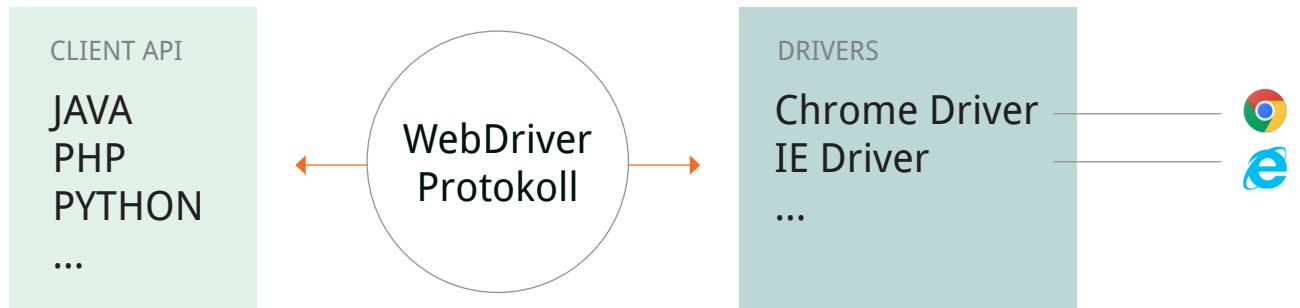 CLIENT API
JAVA
PHP
PYTHON
...
WebDriver
Protokoll
DRIVERS
Chrome Driver
IE Driver
...